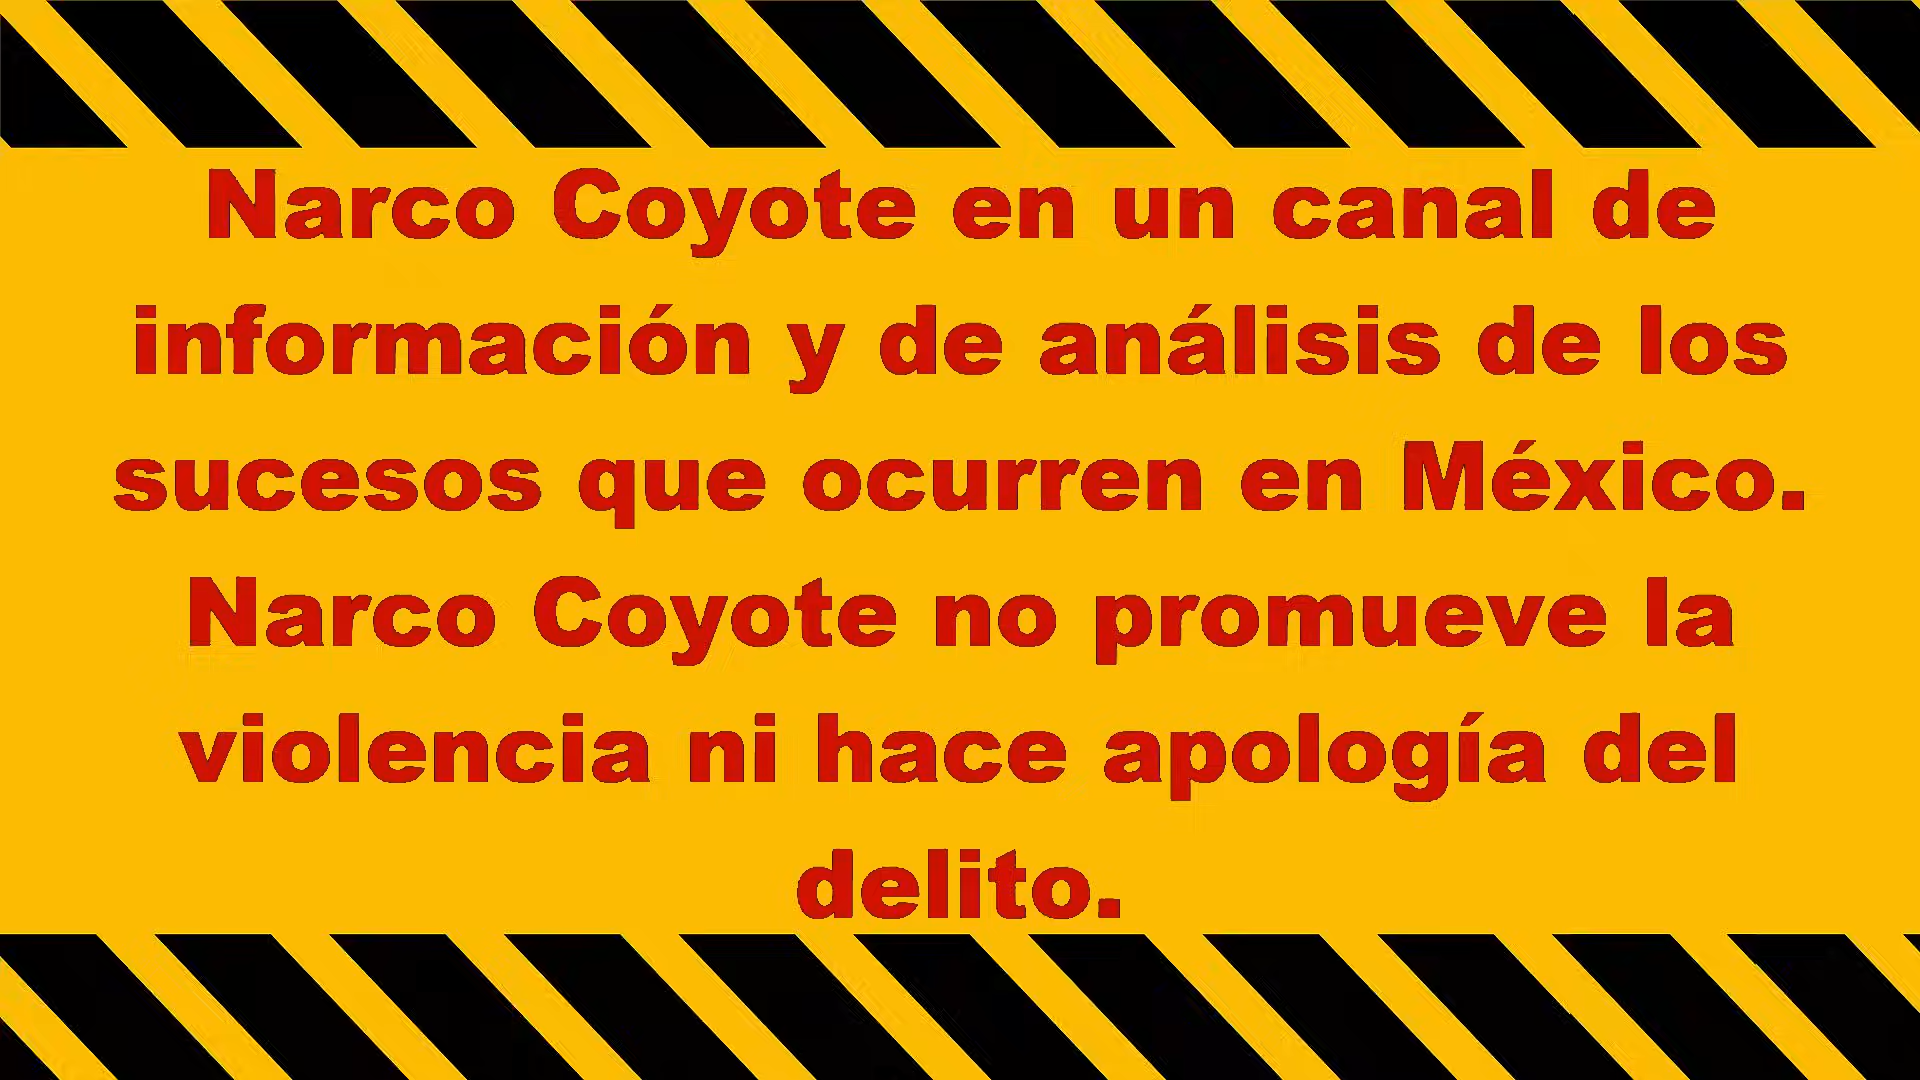 Narco Coyote en un canal de
información y de análisis de los
sucesos que ocurren en México.
Narco Coyote no promueve la
violencia ni hace apología del
delito.